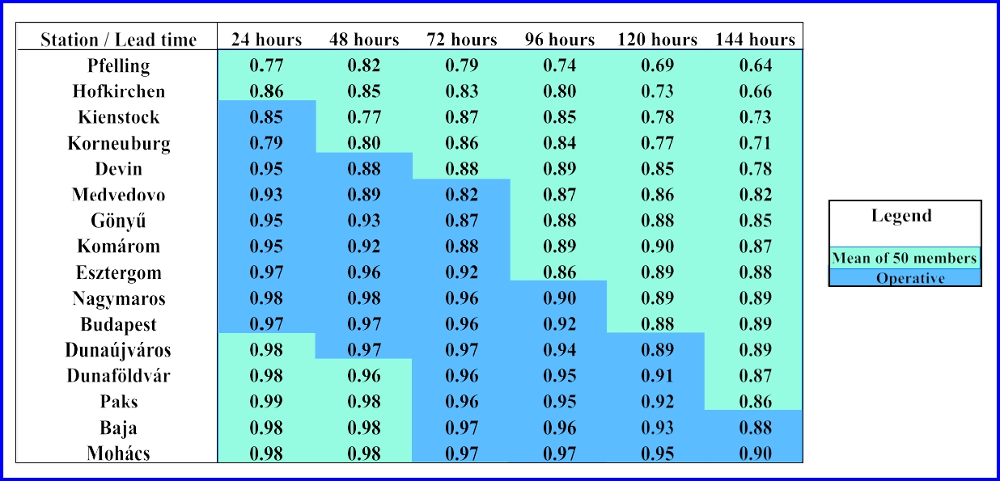 Station / Lead time 24 hours 48 hours 72 hours 96 hours 120 hours 144 hours
Pfelling 0.77 0.82 0.79 0.74 0.69 0.64
Hofkirchen 0.86 0.85 0.83 0.80 0.73 0.66
Kienstock 0.85 0.77 0.87 0.85 0.78 0.73
Korneuburg 0.79 0.80 0.86 0.84 0.77 0.71
Devin 0.95 0.88 0.88 0.89 0.85 0.78
Medvedovo 0.93 0.89 0.82 0.87 0.86 0.82
Gönyű 0.95 0.93 0.87 0.88 0.88 0.85
Komárom 0.95 0.92 0.88 0.89 0.90 0.87
Esztergom 0.97 0.96 0.92 0.86 0.89 0.88
Nagymaros 0.98 0.98 0.96 0.90 0.89 0.89
Budapest 0.97 0.97 0.96 0.92 0.88 0.89
Dunaújváros 0.98 0.97 0.97 0.94 0.89 0.89
Dunaföldvár 0.98 0.96 0.96 0.95 0.91 0.87
Paks 0.99 0.98 0.96 0.95 0.92 0.86
Baja 0.98 0.98 0.97 0.96 0.93 0.88
Mohács 0.98 0.98 0.97 0.97 0.95 0.90
Legend
Mean of 50 members
Operative